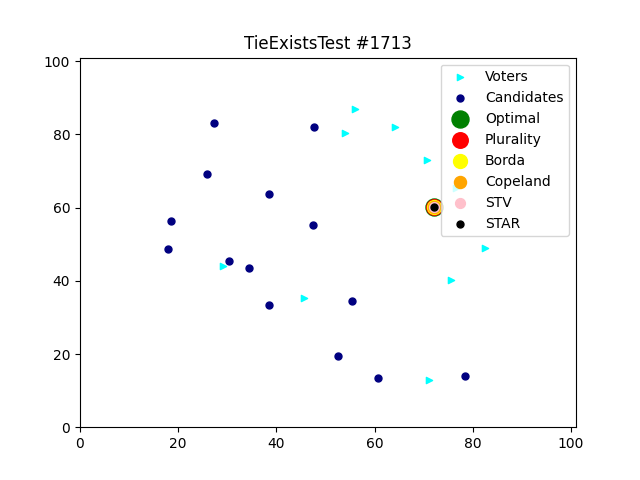 TieExistsTest #1713
100
80
60
40
20
0
0 20 40 60 80 100
Voters
Candidates
Optimal
Plurality
Borda
Copeland
STV
STAR